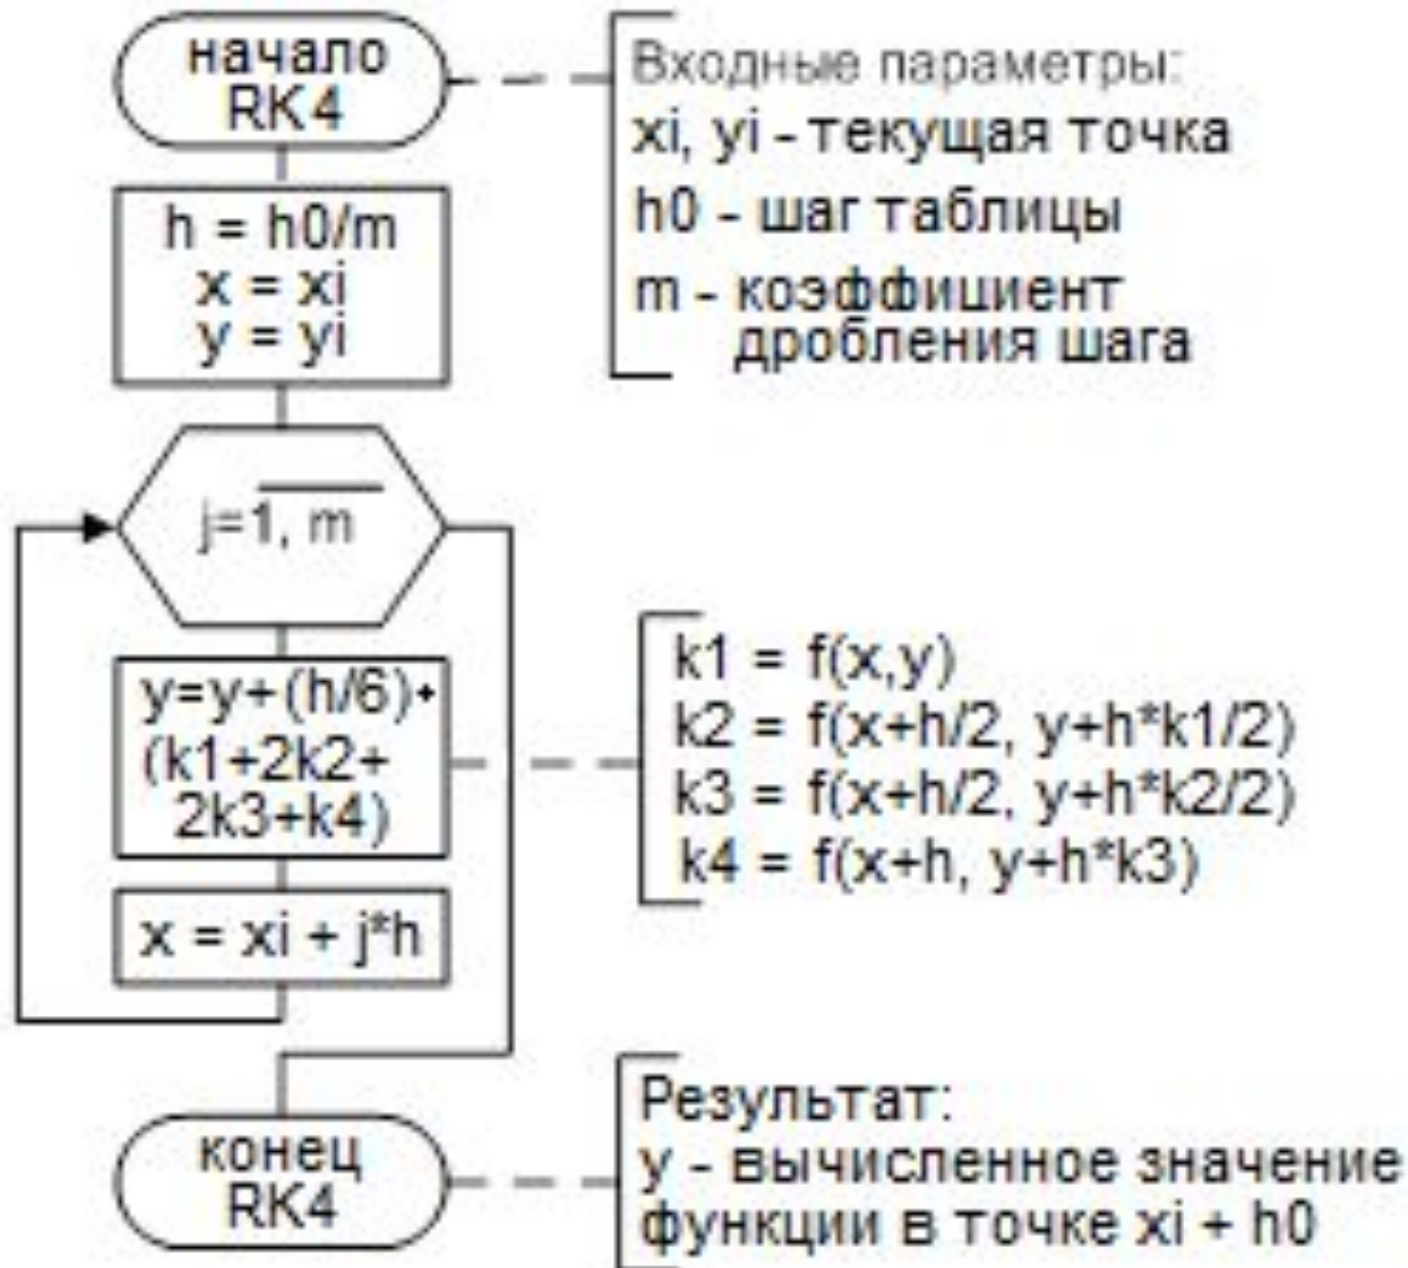 начало
RK4
Входные параметры:
xi, yi - текущая точка
h0 - шаг таблицы
m - коэффициент
дробления шага
h = h0/m
x = xi
y = yi
j=1, m
y=y+(h/6)•
(k1+2k2+
2k3+k4)
k1 = f(x,y)
k2 = f(x+h/2, y+h*k1/2)
k3 = f(x+h/2, y+h*k2/2)
k4 = f(x+h, y+h*k3)
x = xi + j*h
конец
RK4
Результат:
y - вычисленное значение
функции в точке xi + h0